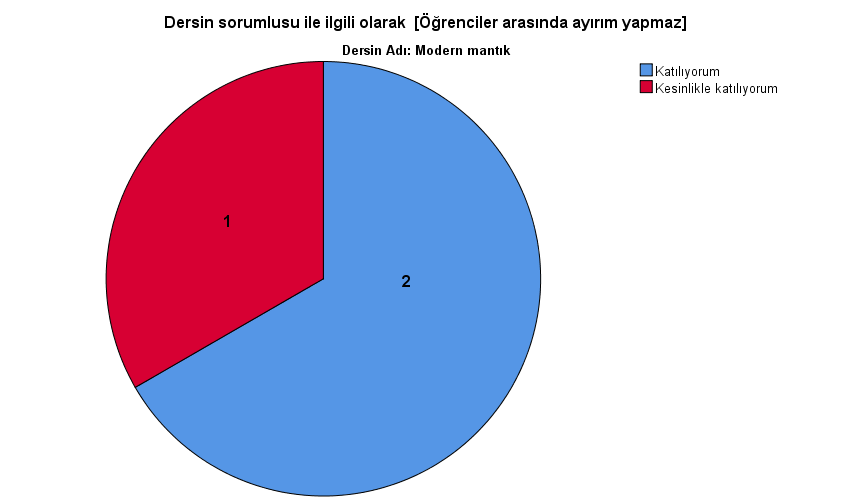 Dersin sorumlusu ile ilgili olarak  [Öğrenciler arasında ayırım yapmaz]
Dersin Adı: Modern mantık
Katılıyorum
Kesinlikle katılıyorum
1
2